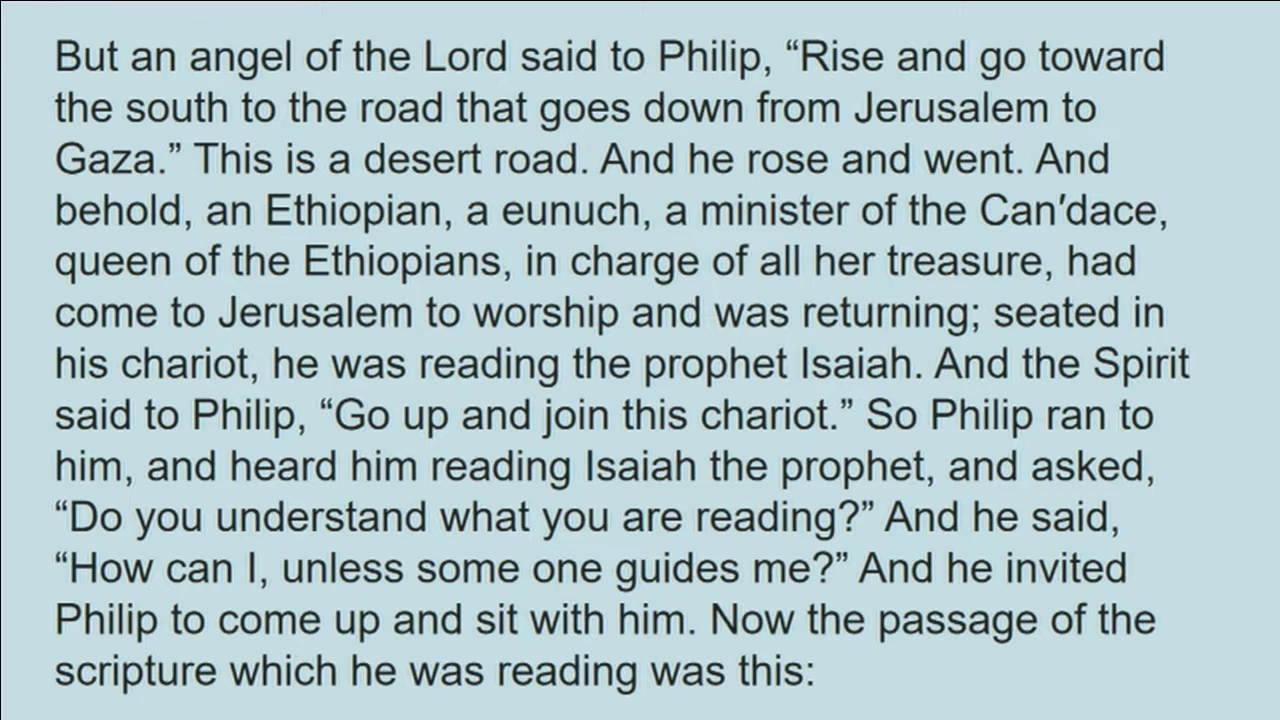 But an angel of the Lord said to Philip, “Rise and go toward
the south to the road that goes down from Jerusalem to
Gaza.” This is a desert road. And he rose and went. And
behold, an Ethiopian, a eunuch, a minister of the Can′dace,
queen of the Ethiopians, in charge of all her treasure, had
come to Jerusalem to worship and was returning; seated in
his chariot, he was reading the prophet Isaiah. And the Spirit
said to Philip, “Go up and join this chariot.” So Philip ran to
him, and heard him reading Isaiah the prophet, and asked,
“Do you understand what you are reading?” And he said,
“How can I, unless some one guides me?” And he invited
Philip to come up and sit with him. Now the passage of the
scripture which he was reading was this: